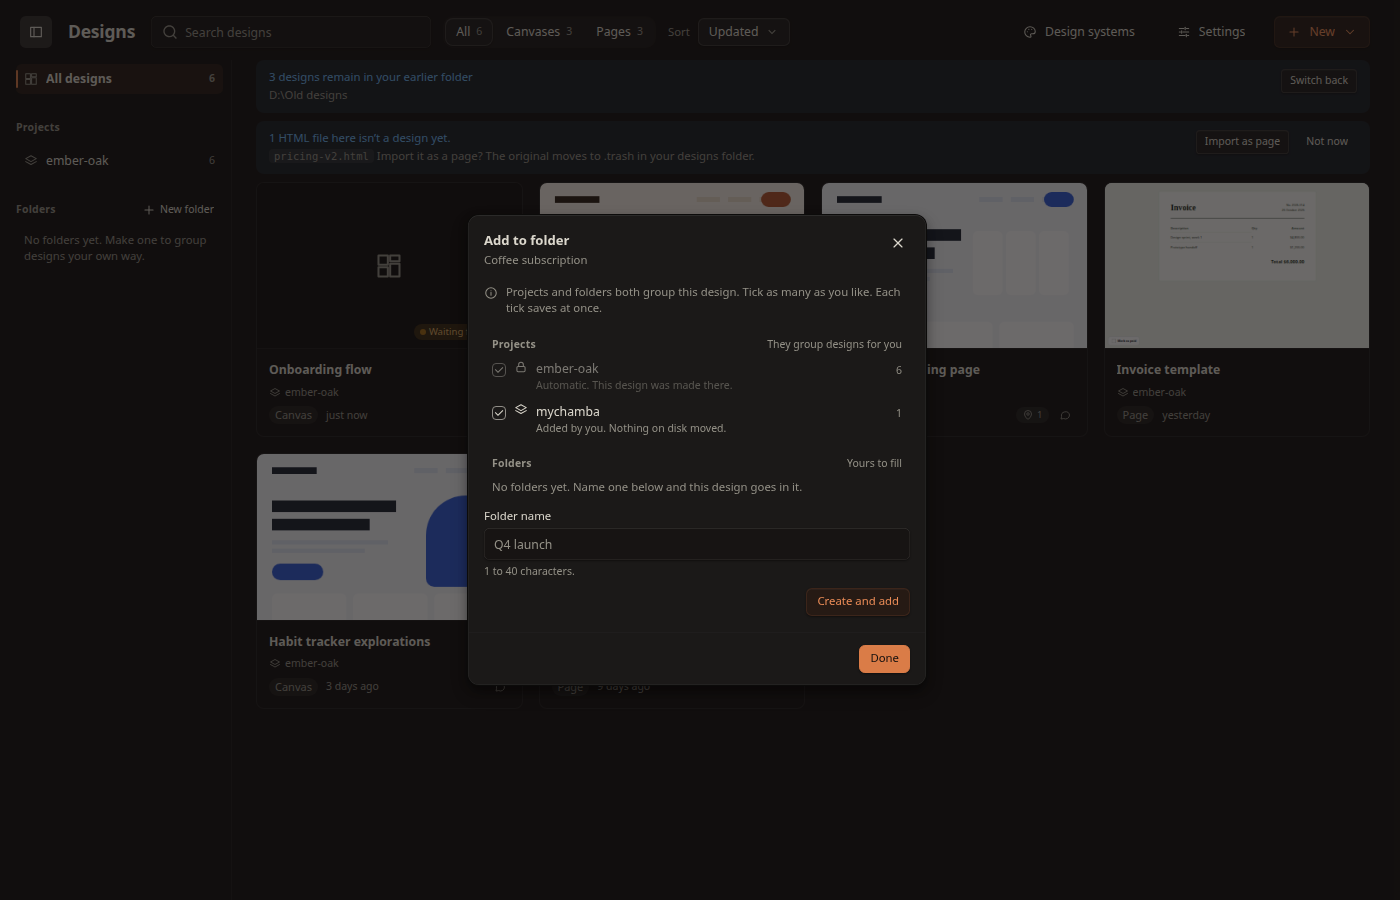 Designs
Search designs
All 6
Canvases 3
Pages 3
Sort
Updated
Design systems
Settings
New
All designs 6
Projects
ember-oak 6
Folders
New folder
No folders yet. Make one to group
designs your own way.
3 designs remain in your earlier folder
D:\Old designs
Switch back
1 HTML file here isn’t a design yet.
pricing-v2.html Import it as a page? The original moves to .trash in your designs folder.
Import as page
Not now
Waiting
Onboarding flow
ember-oak
Canvas just now
ing page
1
Invoice
Invoice template
ember-oak
Page yesterday
Habit tracker explorations
ember-oak
Canvas 3 days ago
Page 9 days ago
Add to folder
Coffee subscription
Projects and folders both group this design. Tick as many as you like. Each
tick saves at once.
Projects
They group designs for you
ember-oak 6
Automatic. This design was made there.
mychamba 1
Added by you. Nothing on disk moved.
Folders
Yours to fill
No folders yet. Name one below and this design goes in it.
Folder name
Q4 launch
1 to 40 characters.
Create and add
Done